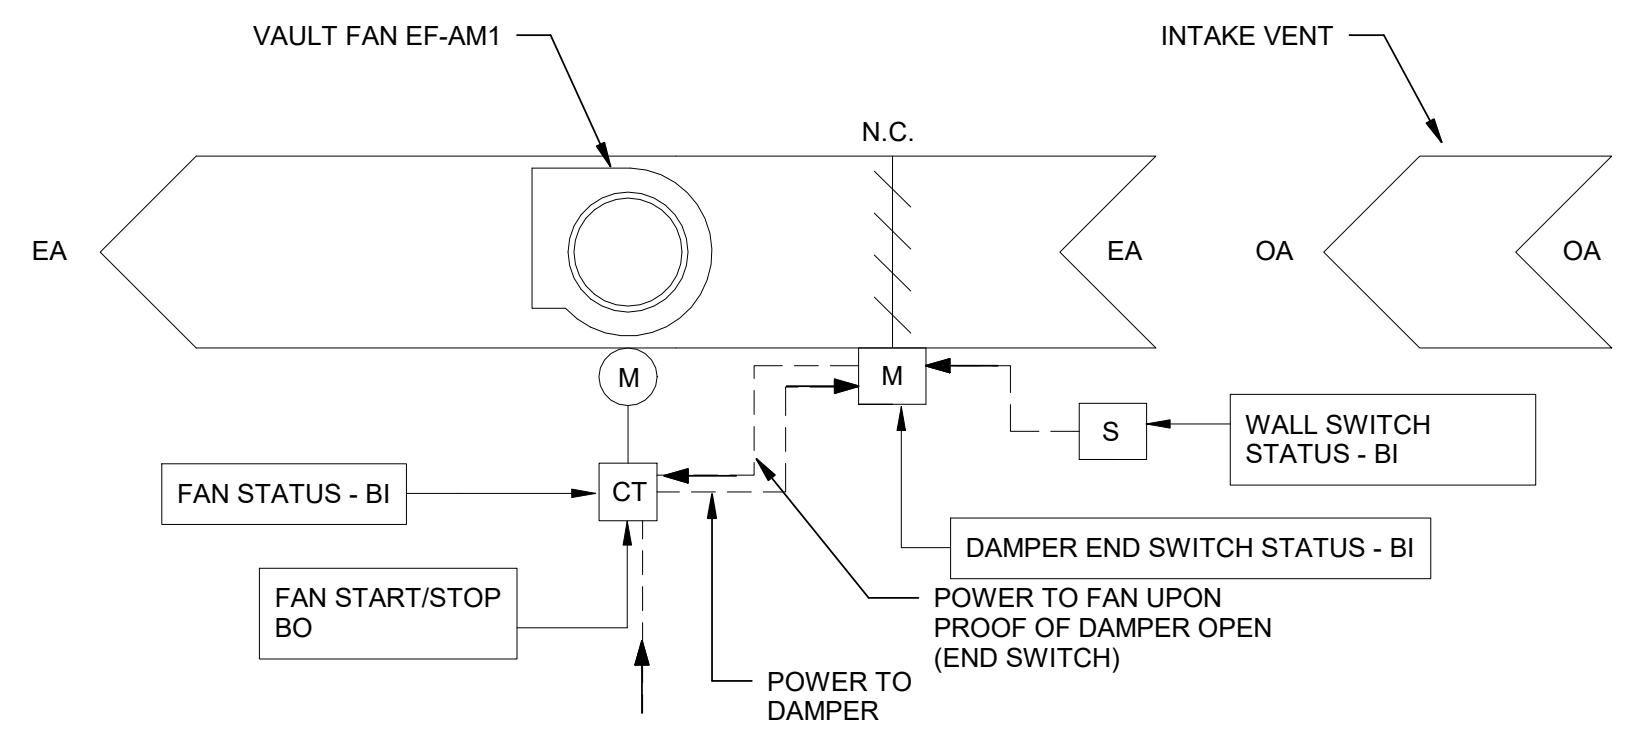 VAULT FAN EF-AM1
INTAKE VENT
N.C.
EA
EA
OA
OA
M
M
S
WALL SWITCH
STATUS - BI
FAN STATUS - BI
CT
DAMPER END SWITCH STATUS - BI
FAN START/STOP
BO
POWER TO FAN UPON
PROOF OF DAMPER OPEN
(END SWITCH)
POWER TO
DAMPER